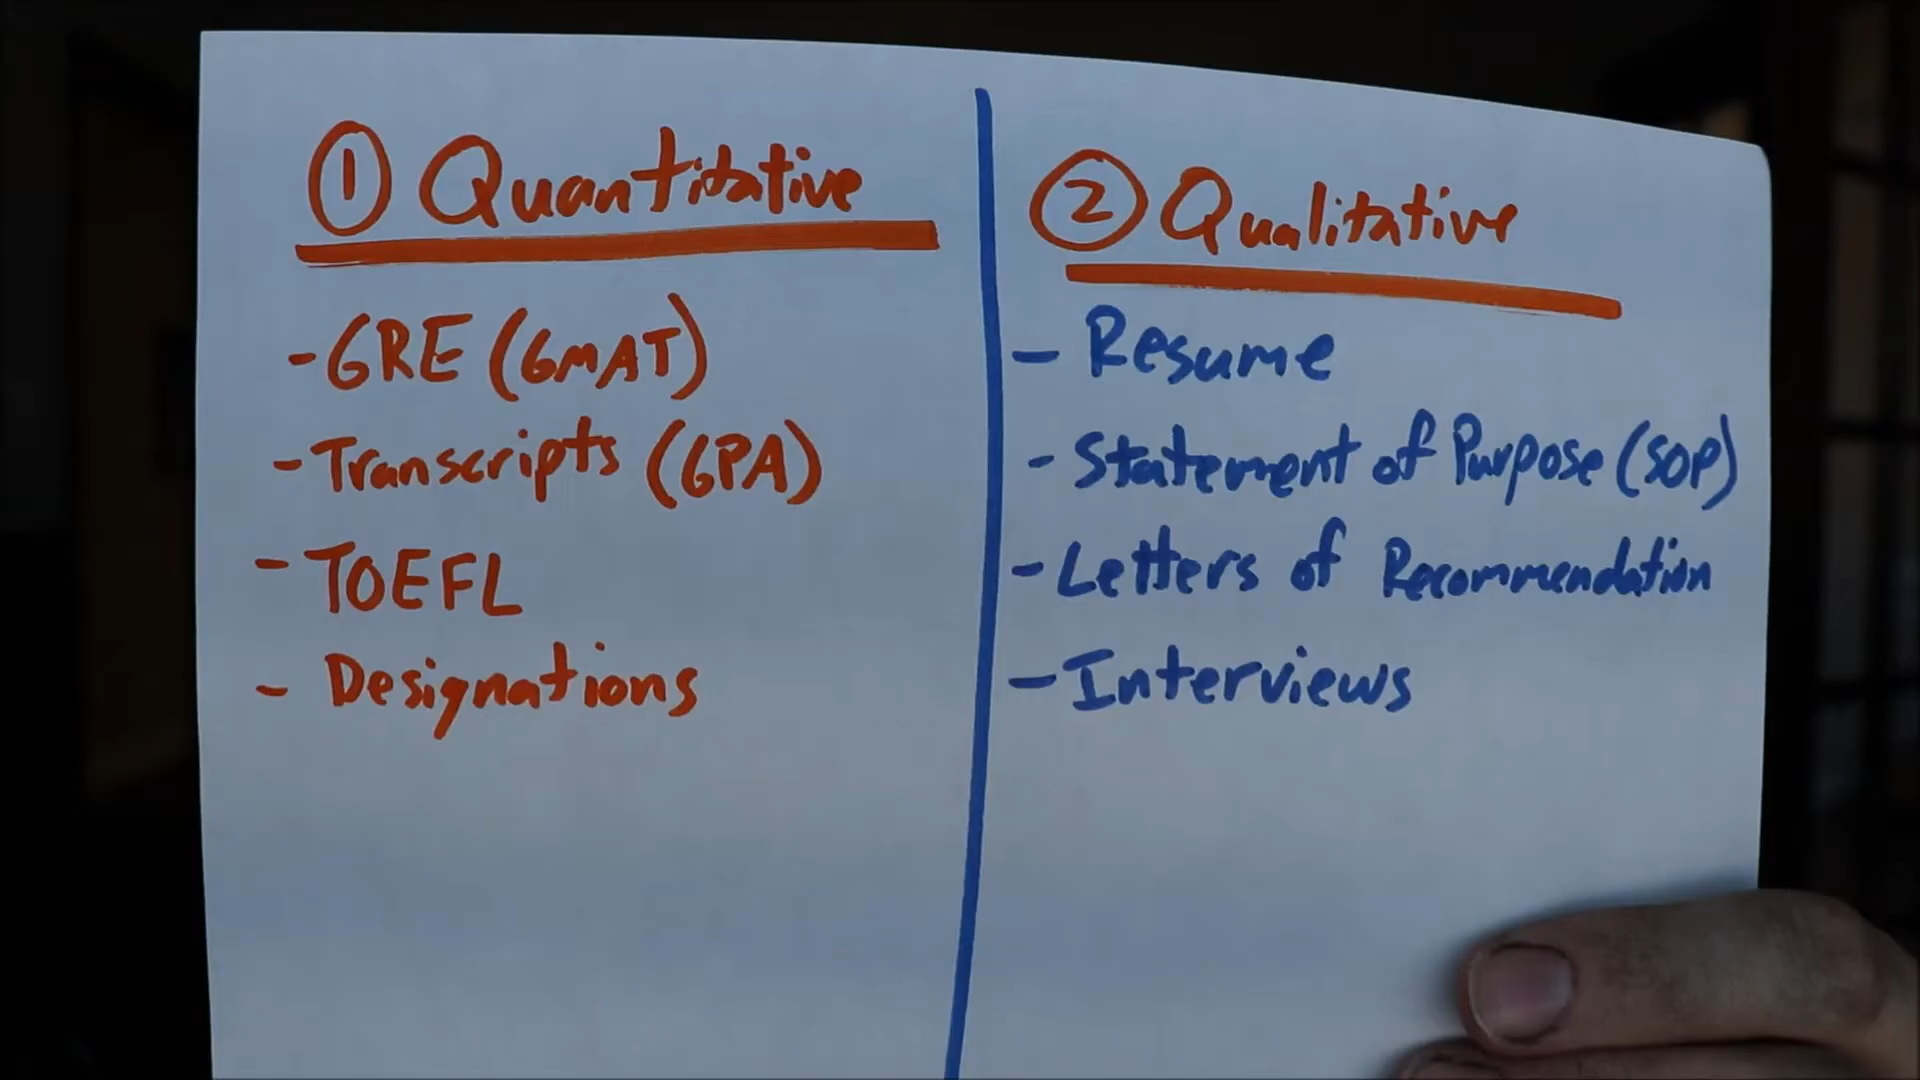 ① Quantitative
- GRE (GMAT)
- Transcripts (GPA)
- TOEFL
- Designations
② Qualitative
- Resume
- Statement of Purpose (SOP)
- Letters of Recommendation
- Interviews